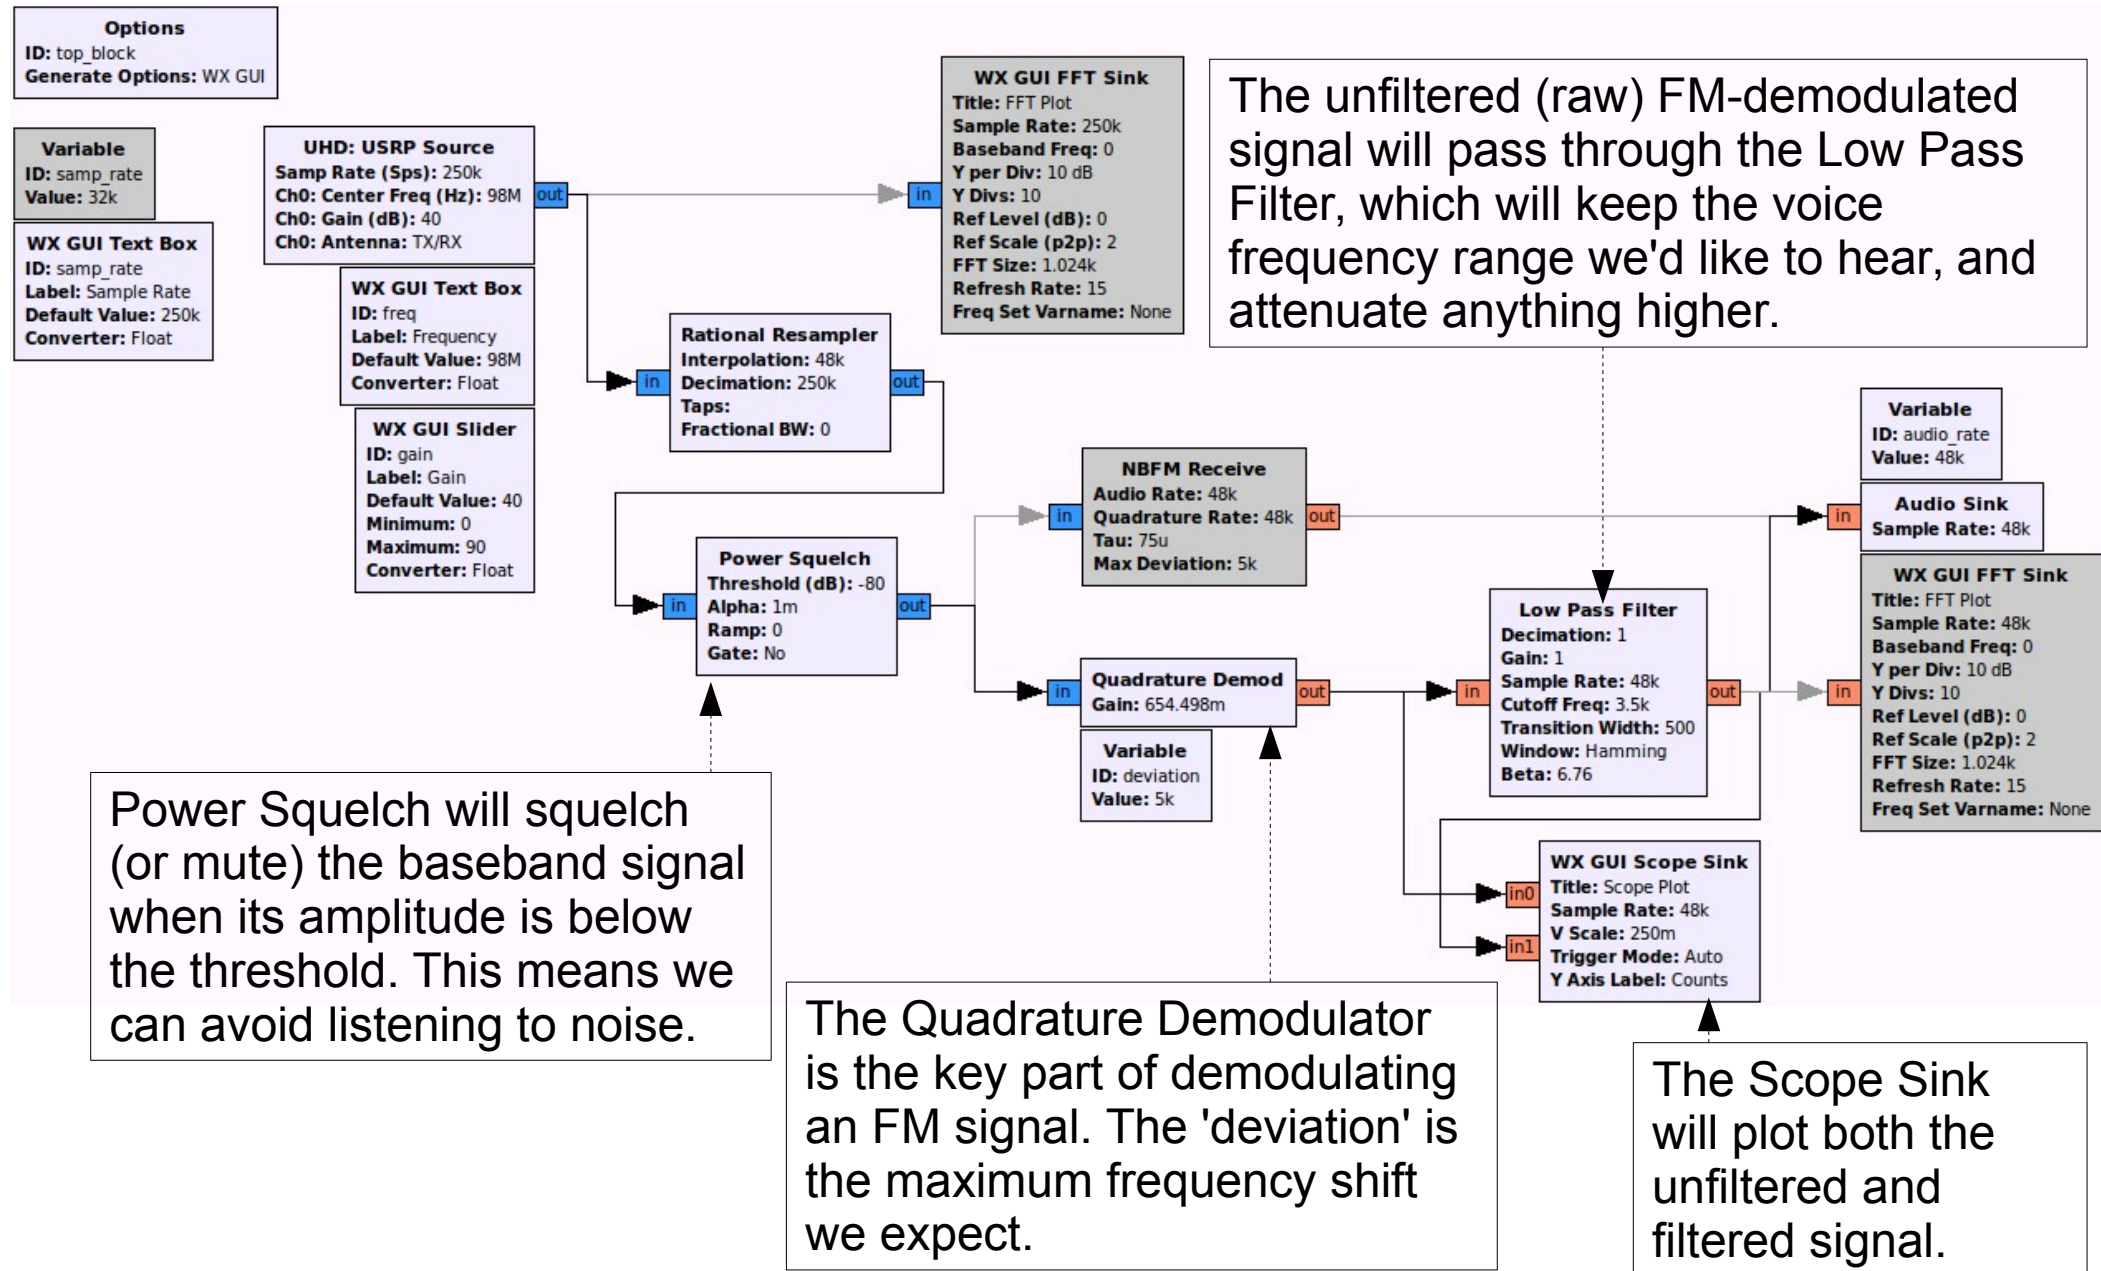 Options
ID: top_block
Generate Options: WX GUI
Variable
ID: samp_rate
Value: 32k
WX GUI Text Box
ID: samp_rate
Label: Sample Rate
Default Value: 250k
Converter: Float
UHD: USRP Source
Samp Rate (Sps): 250k
Ch0: Center Freq (Hz): 98M
Ch0: Gain (dB): 40
Ch0: Antenna: TX/RX
out
WX GUI Text Box
ID: freq
Label: Frequency
Default Value: 98M
Converter: Float
WX GUI Slider
ID: gain
Label: Gain
Default Value: 40
Minimum: 0
Maximum: 90
Converter: Float
in
WX GUI FFT Sink
Title: FFT Plot
Sample Rate: 250k
Baseband Freq: 0
Y per Div: 10 dB
Y Divs: 10
Ref Level (dB): 0
Ref Scale (p2p): 2
FFT Size: 1.024k
Refresh Rate: 15
Freq Set Varname: None
The unfiltered (raw) FM-demodulated
signal will pass through the Low Pass
Filter, which will keep the voice
frequency range we'd like to hear, and
attenuate anything higher.
in
Rational Resampler
Interpolation: 48k
Decimation: 250k
Taps:
Fractional BW: 0
out
in
Power Squelch
Threshold (dB): -80
Alpha: 1m
Ramp: 0
Gate: No
out
in
NBFM Receive
Audio Rate: 48k
Quadrature Rate: 48k
Tau: 75u
Max Deviation: 5k
out
in
Quadrature Demod
Gain: 654.498m
out
Variable
ID: deviation
Value: 5k
in
Low Pass Filter
Decimation: 1
Gain: 1
Sample Rate: 48k
Cutoff Freq: 3.5k
Transition Width: 500
Window: Hamming
Beta: 6.76
out
Variable
ID: audio_rate
Value: 48k
in
Audio Sink
Sample Rate: 48k
in
WX GUI FFT Sink
Title: FFT Plot
Sample Rate: 48k
Baseband Freq: 0
Y per Div: 10 dB
Y Divs: 10
Ref Level (dB): 0
Ref Scale (p2p): 2
FFT Size: 1.024k
Refresh Rate: 15
Freq Set Varname: None
in0
in1
WX GUI Scope Sink
Title: Scope Plot
Sample Rate: 48k
V Scale: 250m
Trigger Mode: Auto
Y Axis Label: Counts
Power Squelch will squelch
(or mute) the baseband signal
when its amplitude is below
the threshold. This means we
can avoid listening to noise.
The Quadrature Demodulator
is the key part of demodulating
an FM signal. The 'deviation' is
the maximum frequency shift
we expect.
The Scope Sink
will plot both the
unfiltered and
filtered signal.